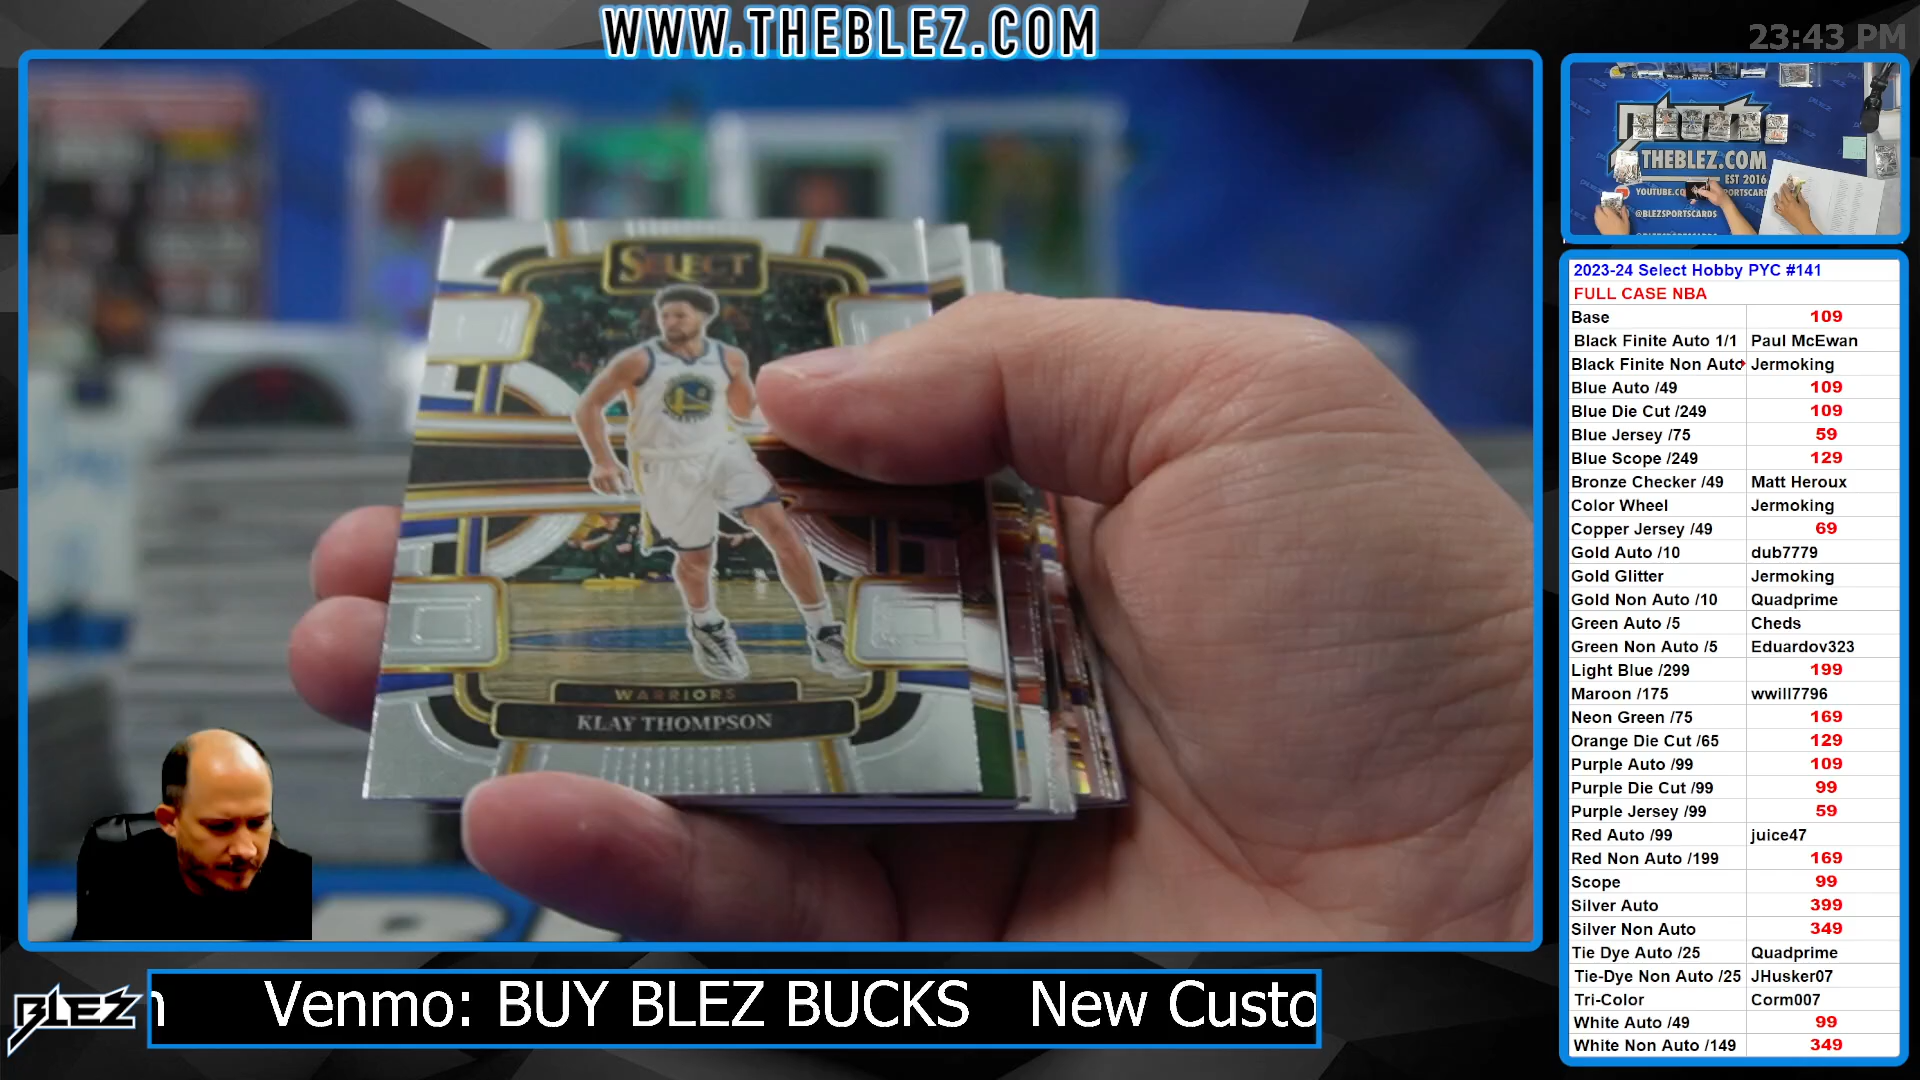 WWW.THEBLEZ.COM
23:43 PM
SELECT
WARRIORS
KLAY THOMPSON
THEBLEZ.COM
EST 2016
@BLEZSPORTSCARDS
2023-24 Select Hobby PYC #141
FULL CASE NBA
Base 109
Black Finite Auto 1/1 Paul McEwan
Black Finite Non Auto Jermoking
Blue Auto /49 109
Blue Die Cut /249 109
Blue Jersey /75 59
Blue Scope /249 129
Bronze Checker /49 Matt Heroux
Color Wheel Jermoking
Copper Jersey /49 69
Gold Auto /10 dub7779
Gold Glitter Jermoking
Gold Non Auto /10 Quadprime
Green Auto /5 Cheds
Green Non Auto /5 Eduardov323
Light Blue /299 199
Maroon /175 wwill7796
Neon Green /75 169
Orange Die Cut /65 129
Purple Auto /99 109
Purple Die Cut /99 99
Purple Jersey /99 59
Red Auto /99 juice47
Red Non Auto /199 169
Scope 99
Silver Auto 399
Silver Non Auto 349
Tie Dye Auto /25 Quadprime
Tie-Dye Non Auto /25 JHusker07
Tri-Color Corm007
White Auto /49 99
White Non Auto /149 349
BLEZ
Venmo: BUY BLEZ BUCKS New Custo